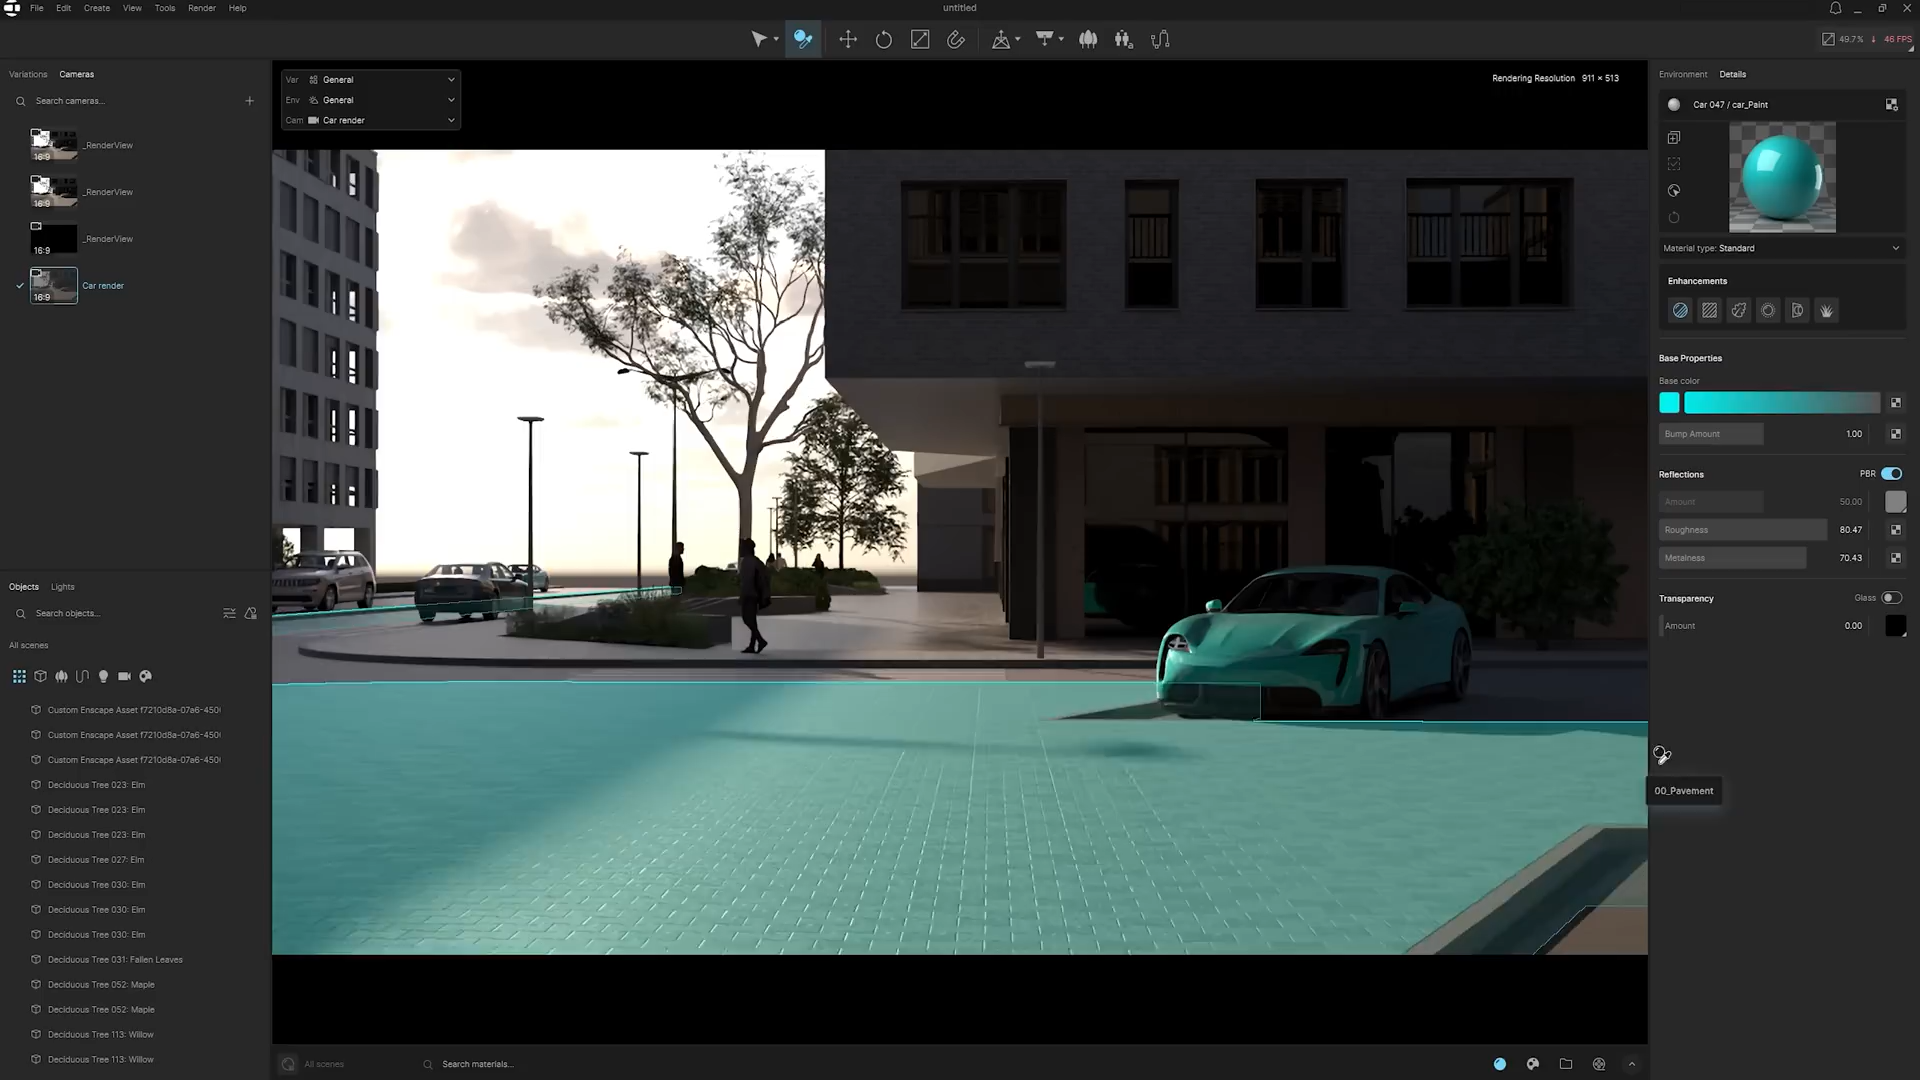 File Edit Create View Tools Render Help
untitled
49.7% ↓ 46 FPS
Variations Cameras
Search cameras...
16:9 _RenderView
16:9 _RenderView
16:9 _RenderView
16:9 Car render
Var General
Env General
Cam Car render
Rendering Resolution 911 × 513
Objects Lights
Search objects...
All scenes
Custom Enscape Asset f7210d8a-07a6-450
Custom Enscape Asset f7210d8a-07a6-450
Custom Enscape Asset f7210d8a-07a6-450
Deciduous Tree 023: Elm
Deciduous Tree 023: Elm
Deciduous Tree 023: Elm
Deciduous Tree 027: Elm
Deciduous Tree 030: Elm
Deciduous Tree 030: Elm
Deciduous Tree 030: Elm
Deciduous Tree 031: Fallen Leaves
Deciduous Tree 052: Maple
Deciduous Tree 052: Maple
Deciduous Tree 113: Willow
Deciduous Tree 113: Willow
All scenes
Search materials...
Environment Details
Car 047 / car_Paint
Material type: Standard
Enhancements
Base Properties
Base color
Bump Amount 1.00
Reflections PBR
Amount 50.00
Roughness 80.47
Metalness 70.43
Transparency Glass
Amount 0.00
00_Pavement